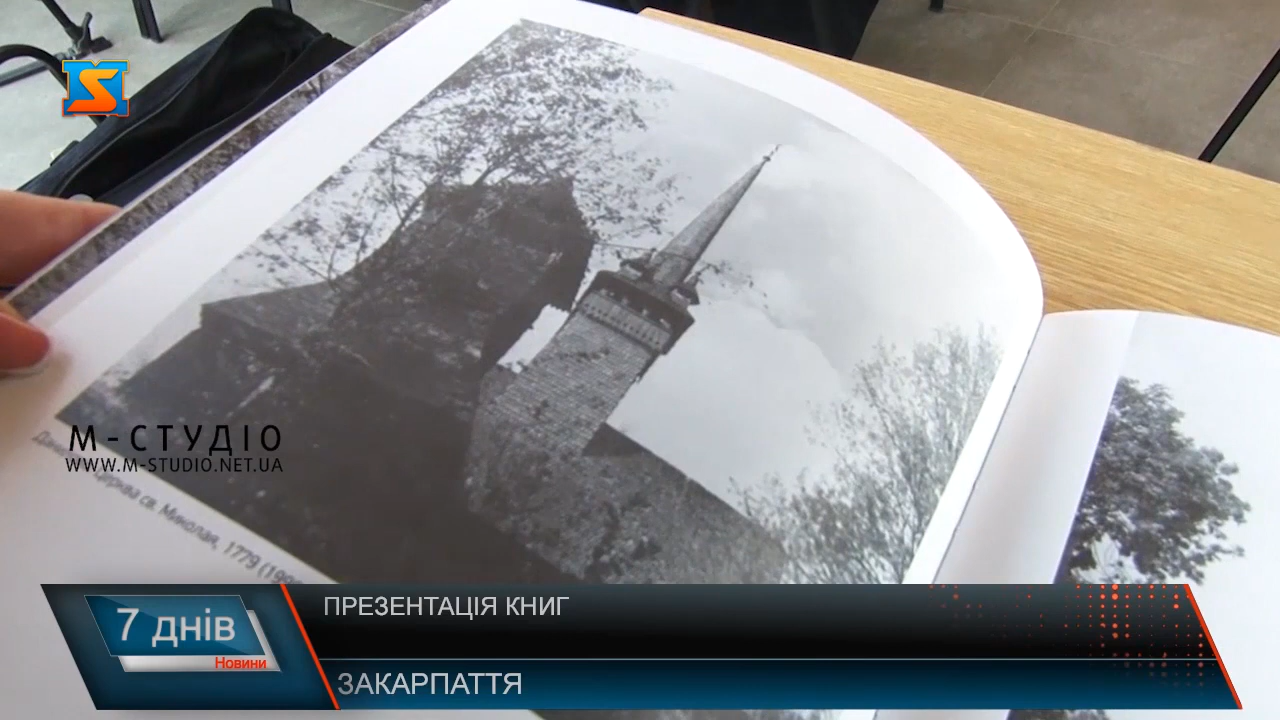 М-СТУДІО
WWW.M-STUDIO.NET.UA
Церква св. Миколая, 1779
ПРЕЗЕНТАЦІЯ КНИГ
7 днів
Новини
ЗАКАРПАТТЯ